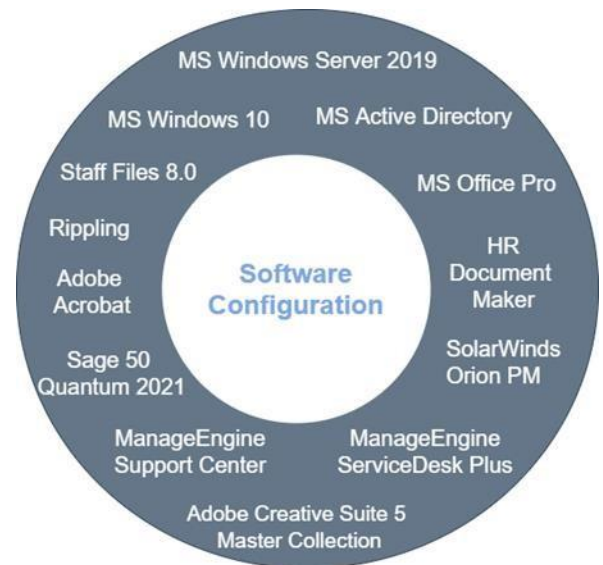 MS Windows Server 2019
MS Windows 10
MS Active Directory
Staff Files 8.0
MS Office Pro
Rippling
HR
Document
Maker
Adobe
Acrobat
Software
Configuration
SolarWinds
Orion PM
Sage 50
Quantum 2021
ManageEngine
Support Center
ManageEngine
ServiceDesk Plus
Adobe Creative Suite 5
Master Collection